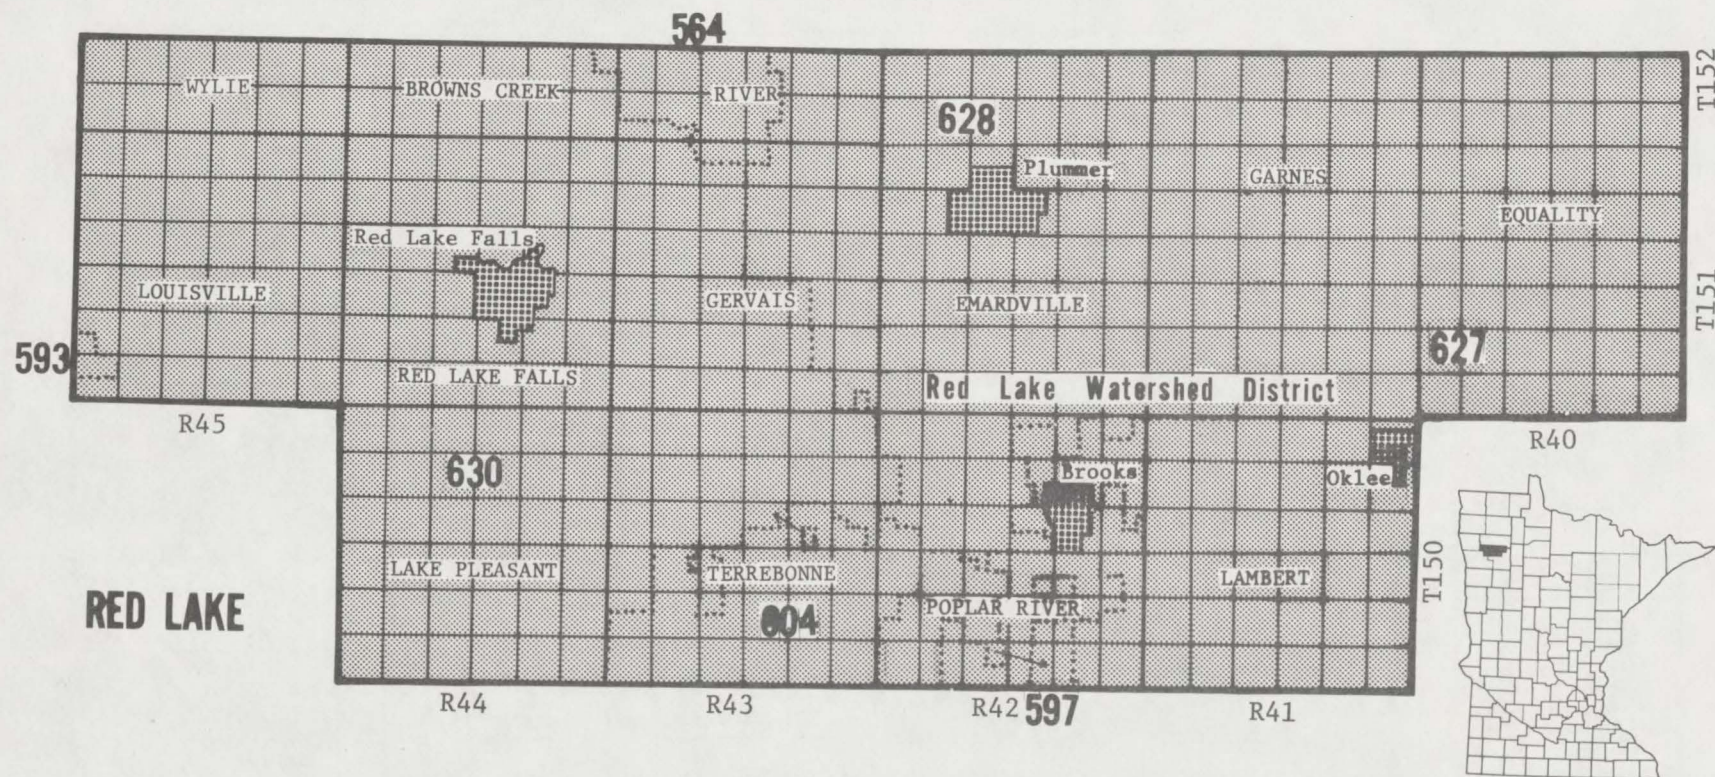 564
T152
WYLIE
BROWNS CREEK
RIVER
628
Plummer
GARNES
EQUALITY
Red Lake Falls
LOUISVILLE
GERVAIS
EMARDVILLE
T151
593
627
RED LAKE FALLS
Red Lake Watershed District
R45
R40
630
Brooks
Oklee
LAKE PLEASANT
TERREBONNE
LAMBERT
T150
RED LAKE
604
POPLAR RIVER
R44
R43
R42
597
R41